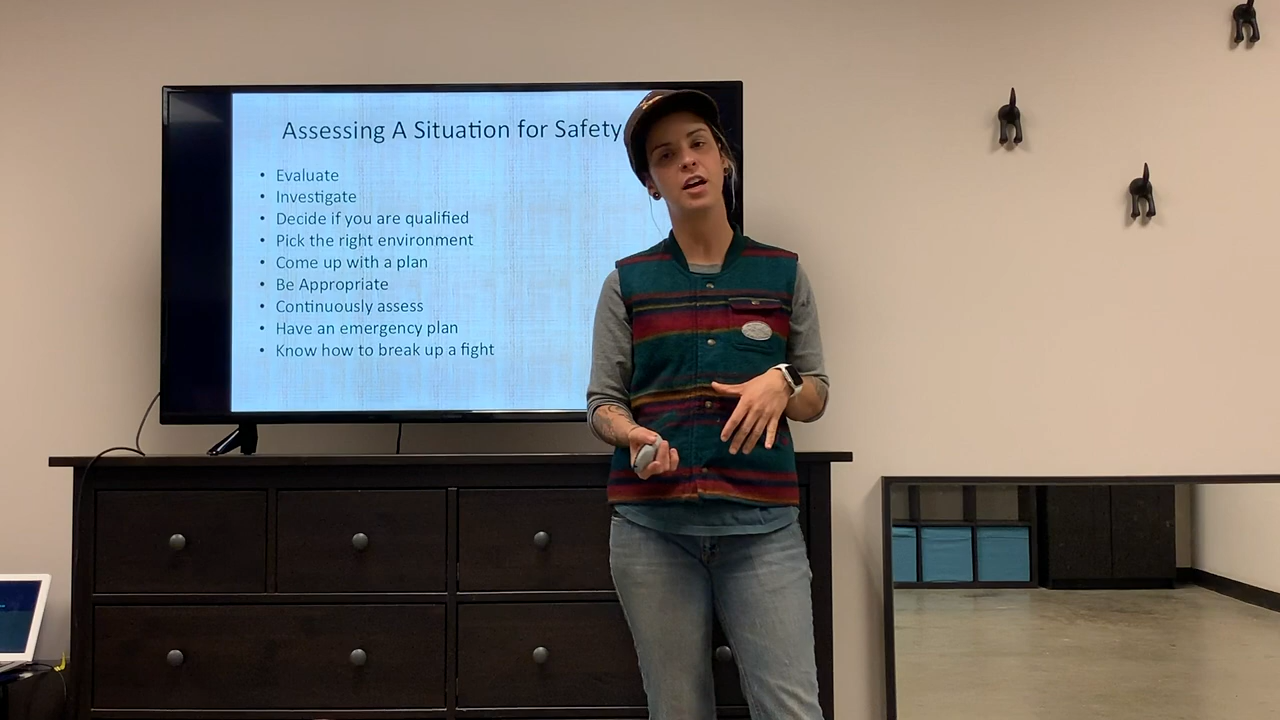 Assessing A Situation for Safety
• Evaluate
• Investigate
• Decide if you are qualified
• Pick the right environment
• Come up with a plan
• Be Appropriate
• Continuously assess
• Have an emergency plan
• Know how to break up a fight